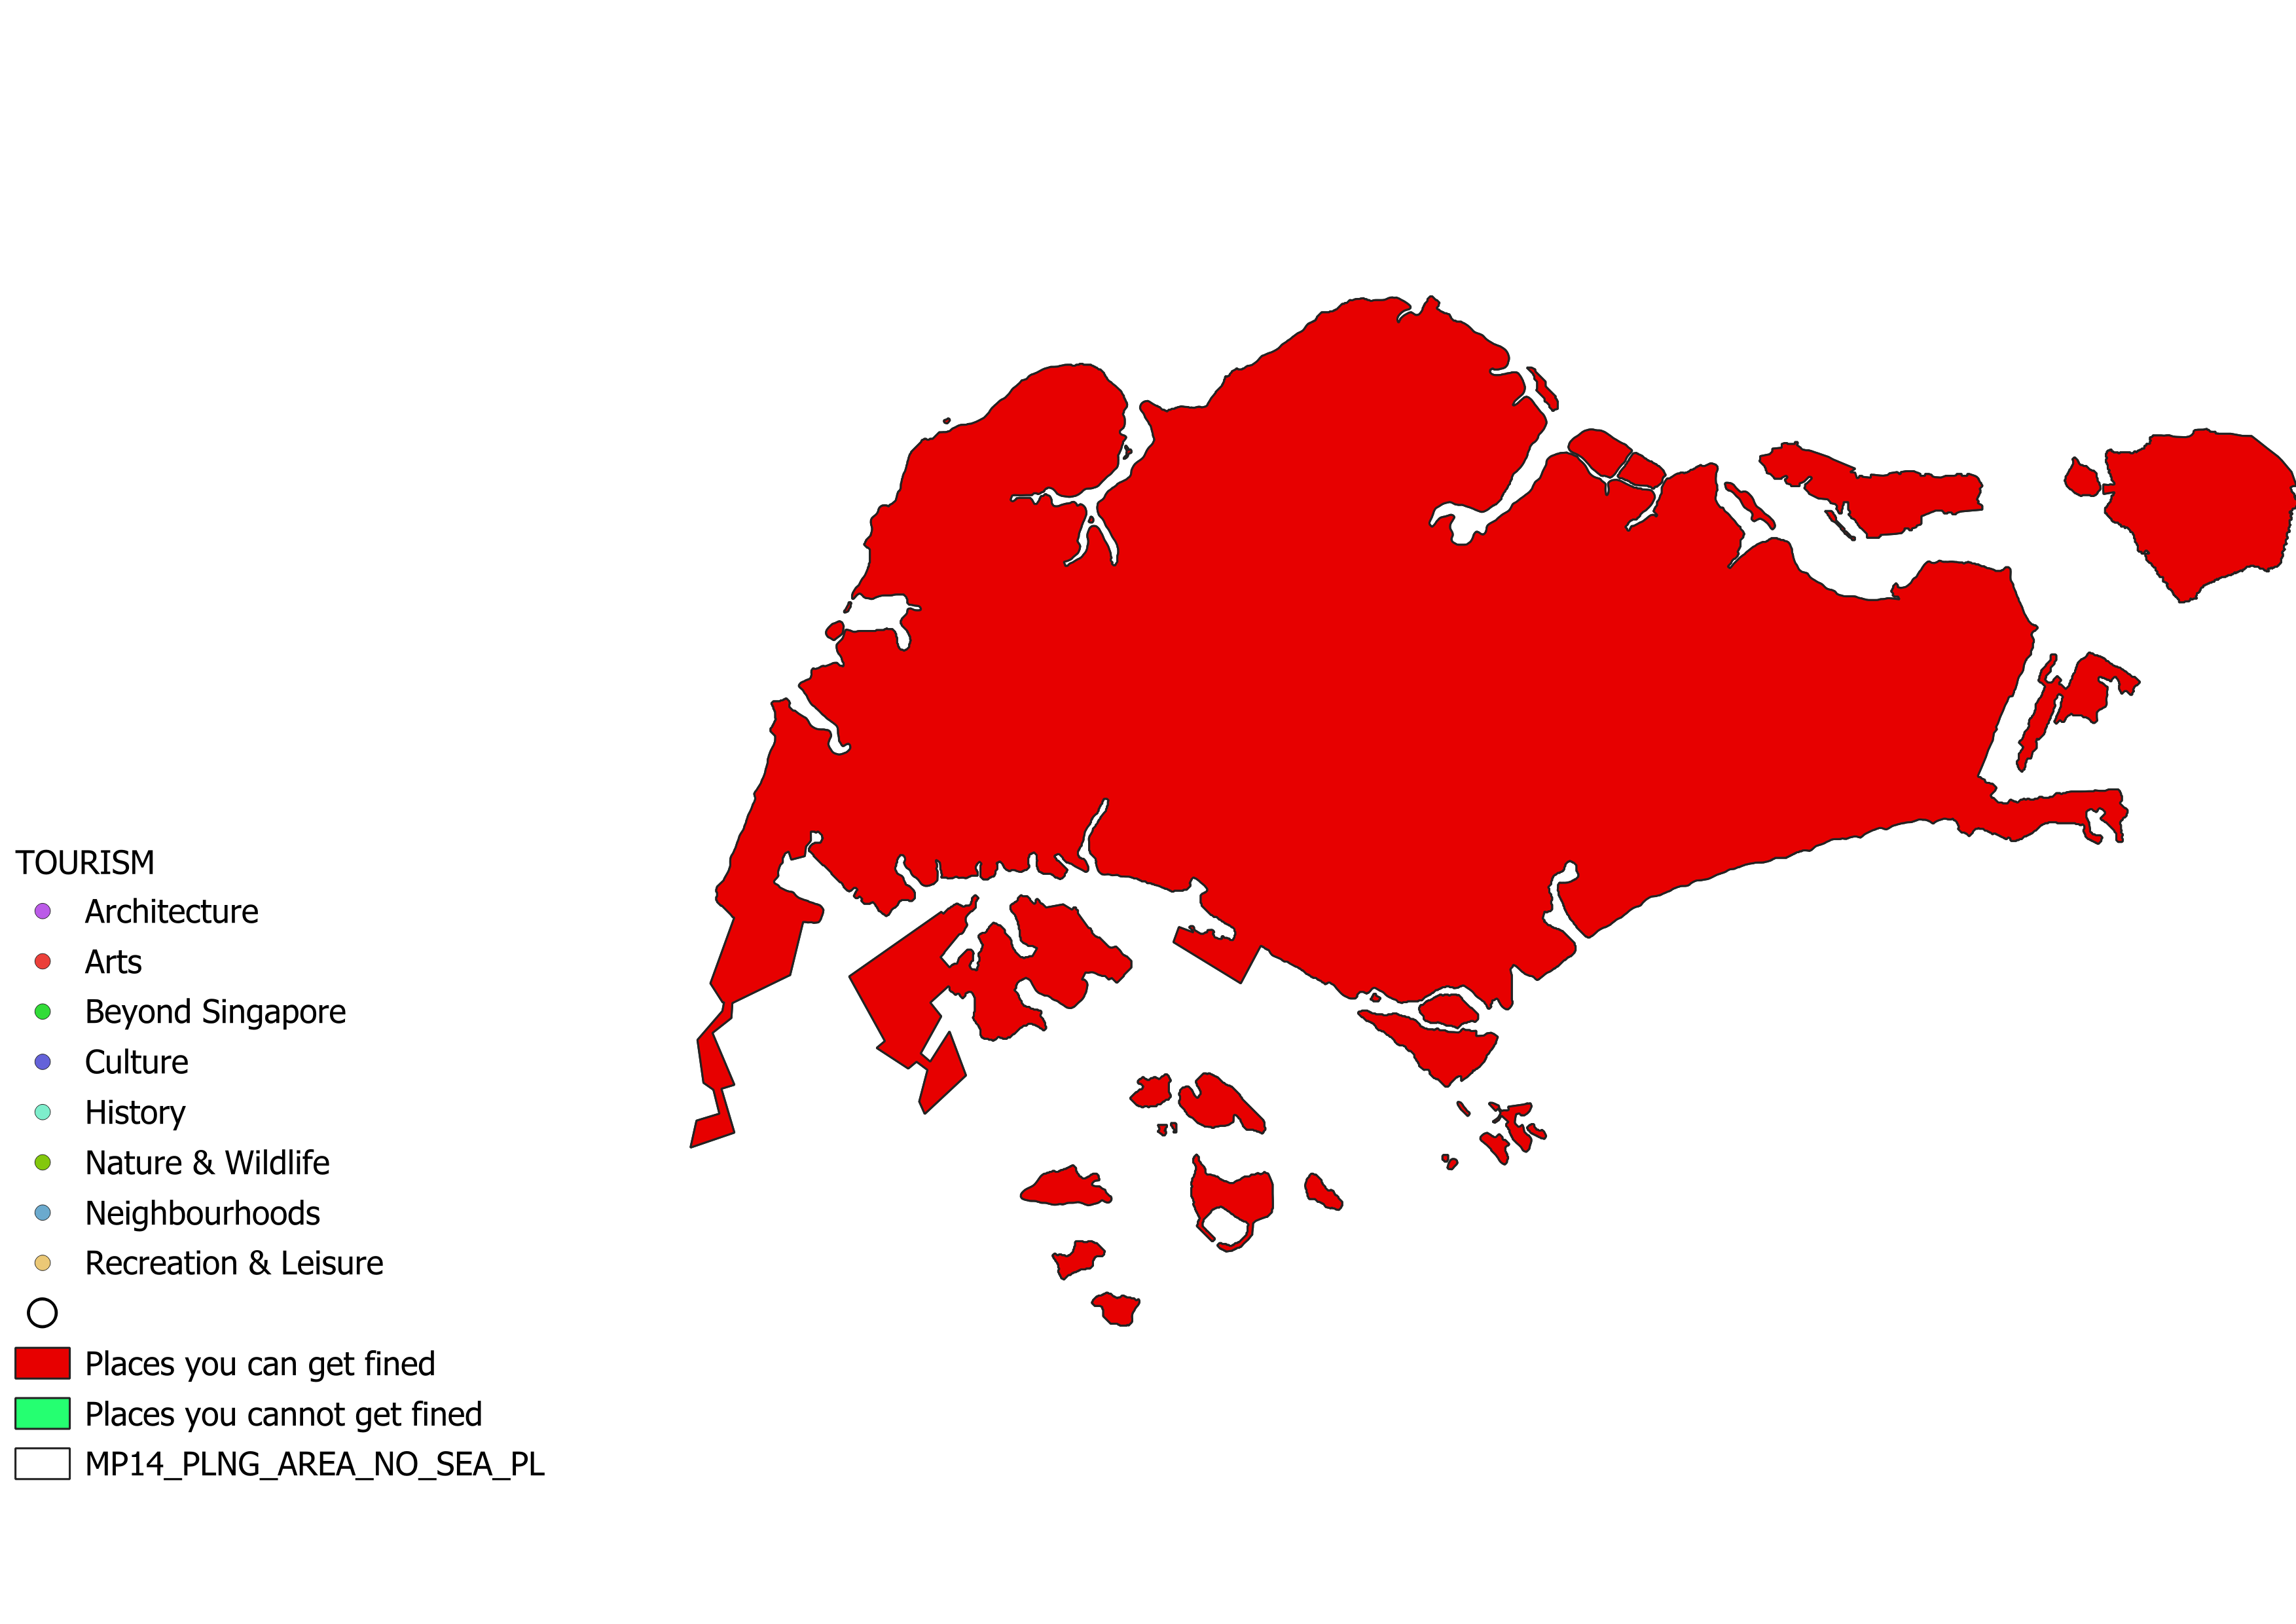 TOURISM
Architecture
Arts
Beyond Singapore
Culture
History
Nature & Wildlife
Neighbourhoods
Recreation & Leisure
Places you can get fined
Places you cannot get fined
MP14_PLNG_AREA_NO_SEA_PL